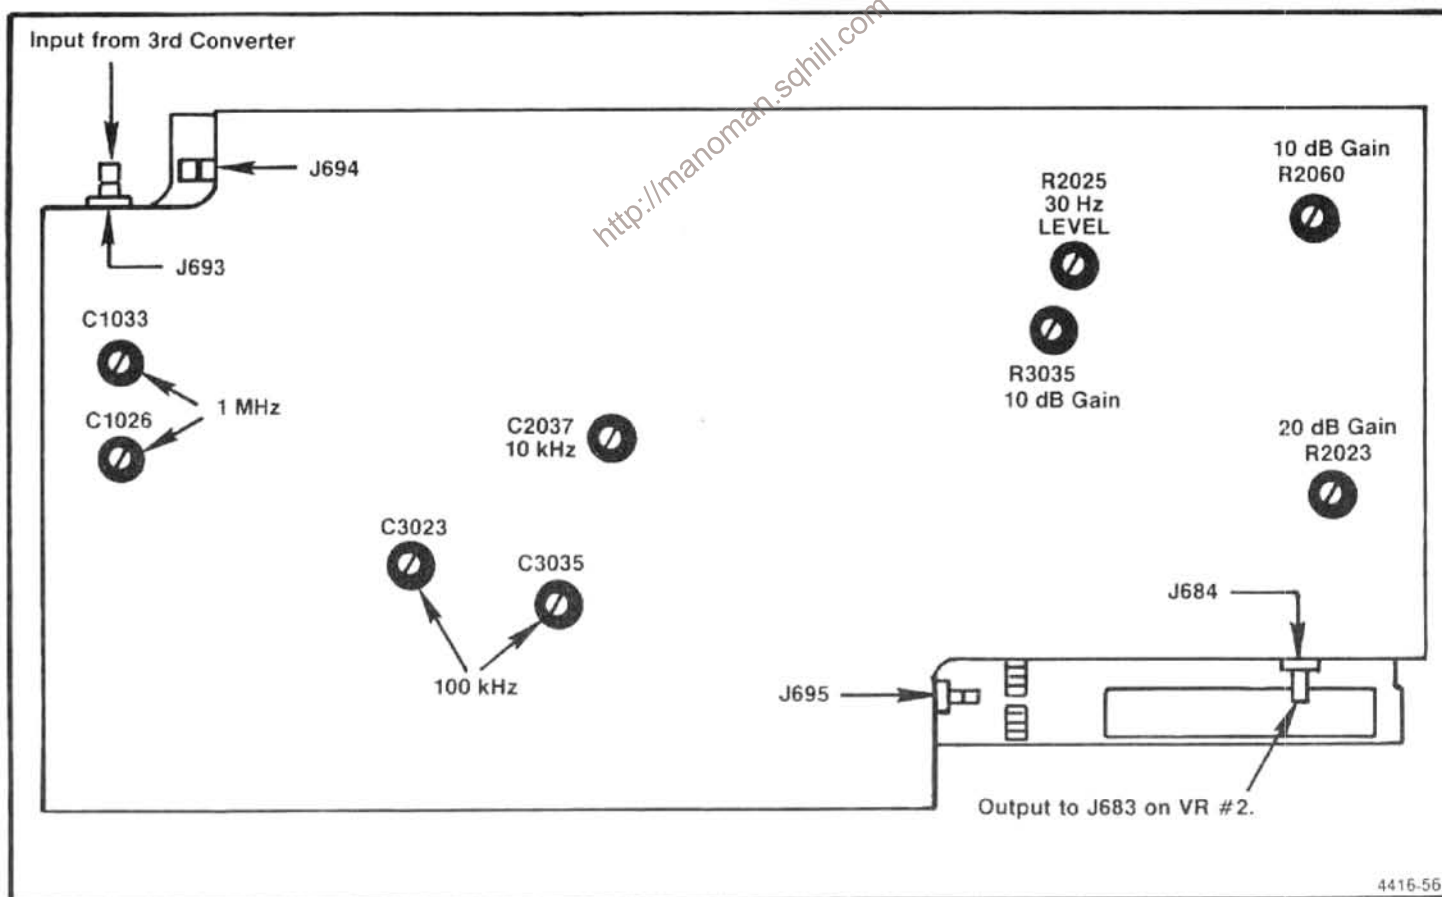 Input from 3rd Converter
http://manoman.sqhill.com
J694
J693
10 dB Gain
R2060
R2025
30 Hz
LEVEL
C1033
1 MHz
C1026
R3035
10 dB Gain
C2037
10 kHz
20 dB Gain
R2023
C3023
C3035
100 kHz
J684
J695
Output to J683 on VR #2.
4416-56